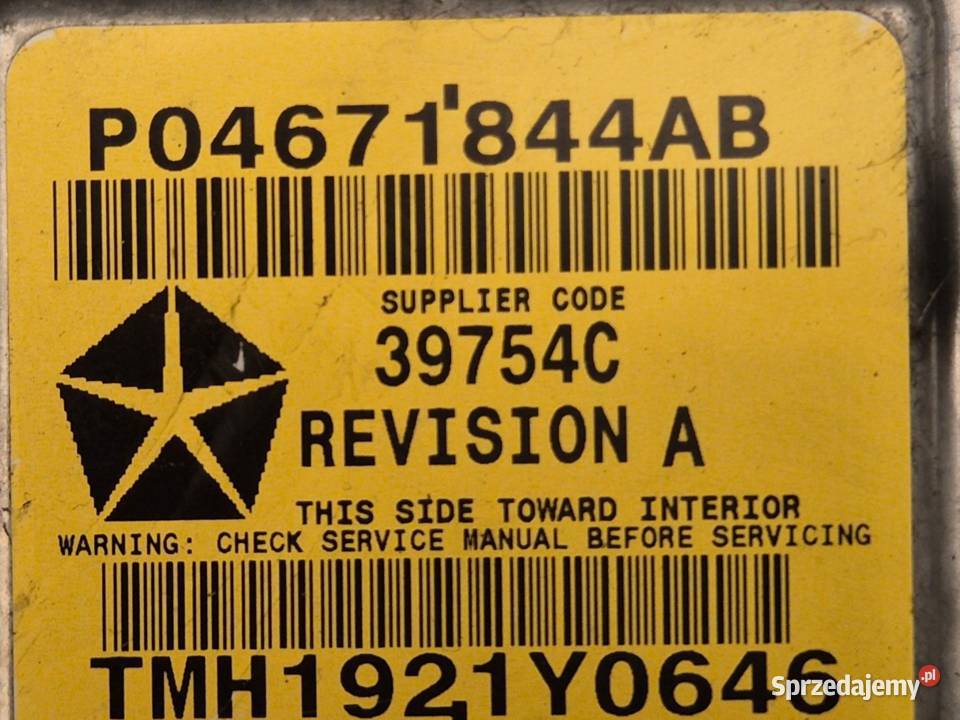 P04671844AB
SUPPLIER CODE
39754C
REVISION A
THIS SIDE TOWARD INTERIOR
WARNING: CHECK SERVICE MANUAL BEFORE SERVICING
TMH1921Y0646
Sprzedajemy.pl